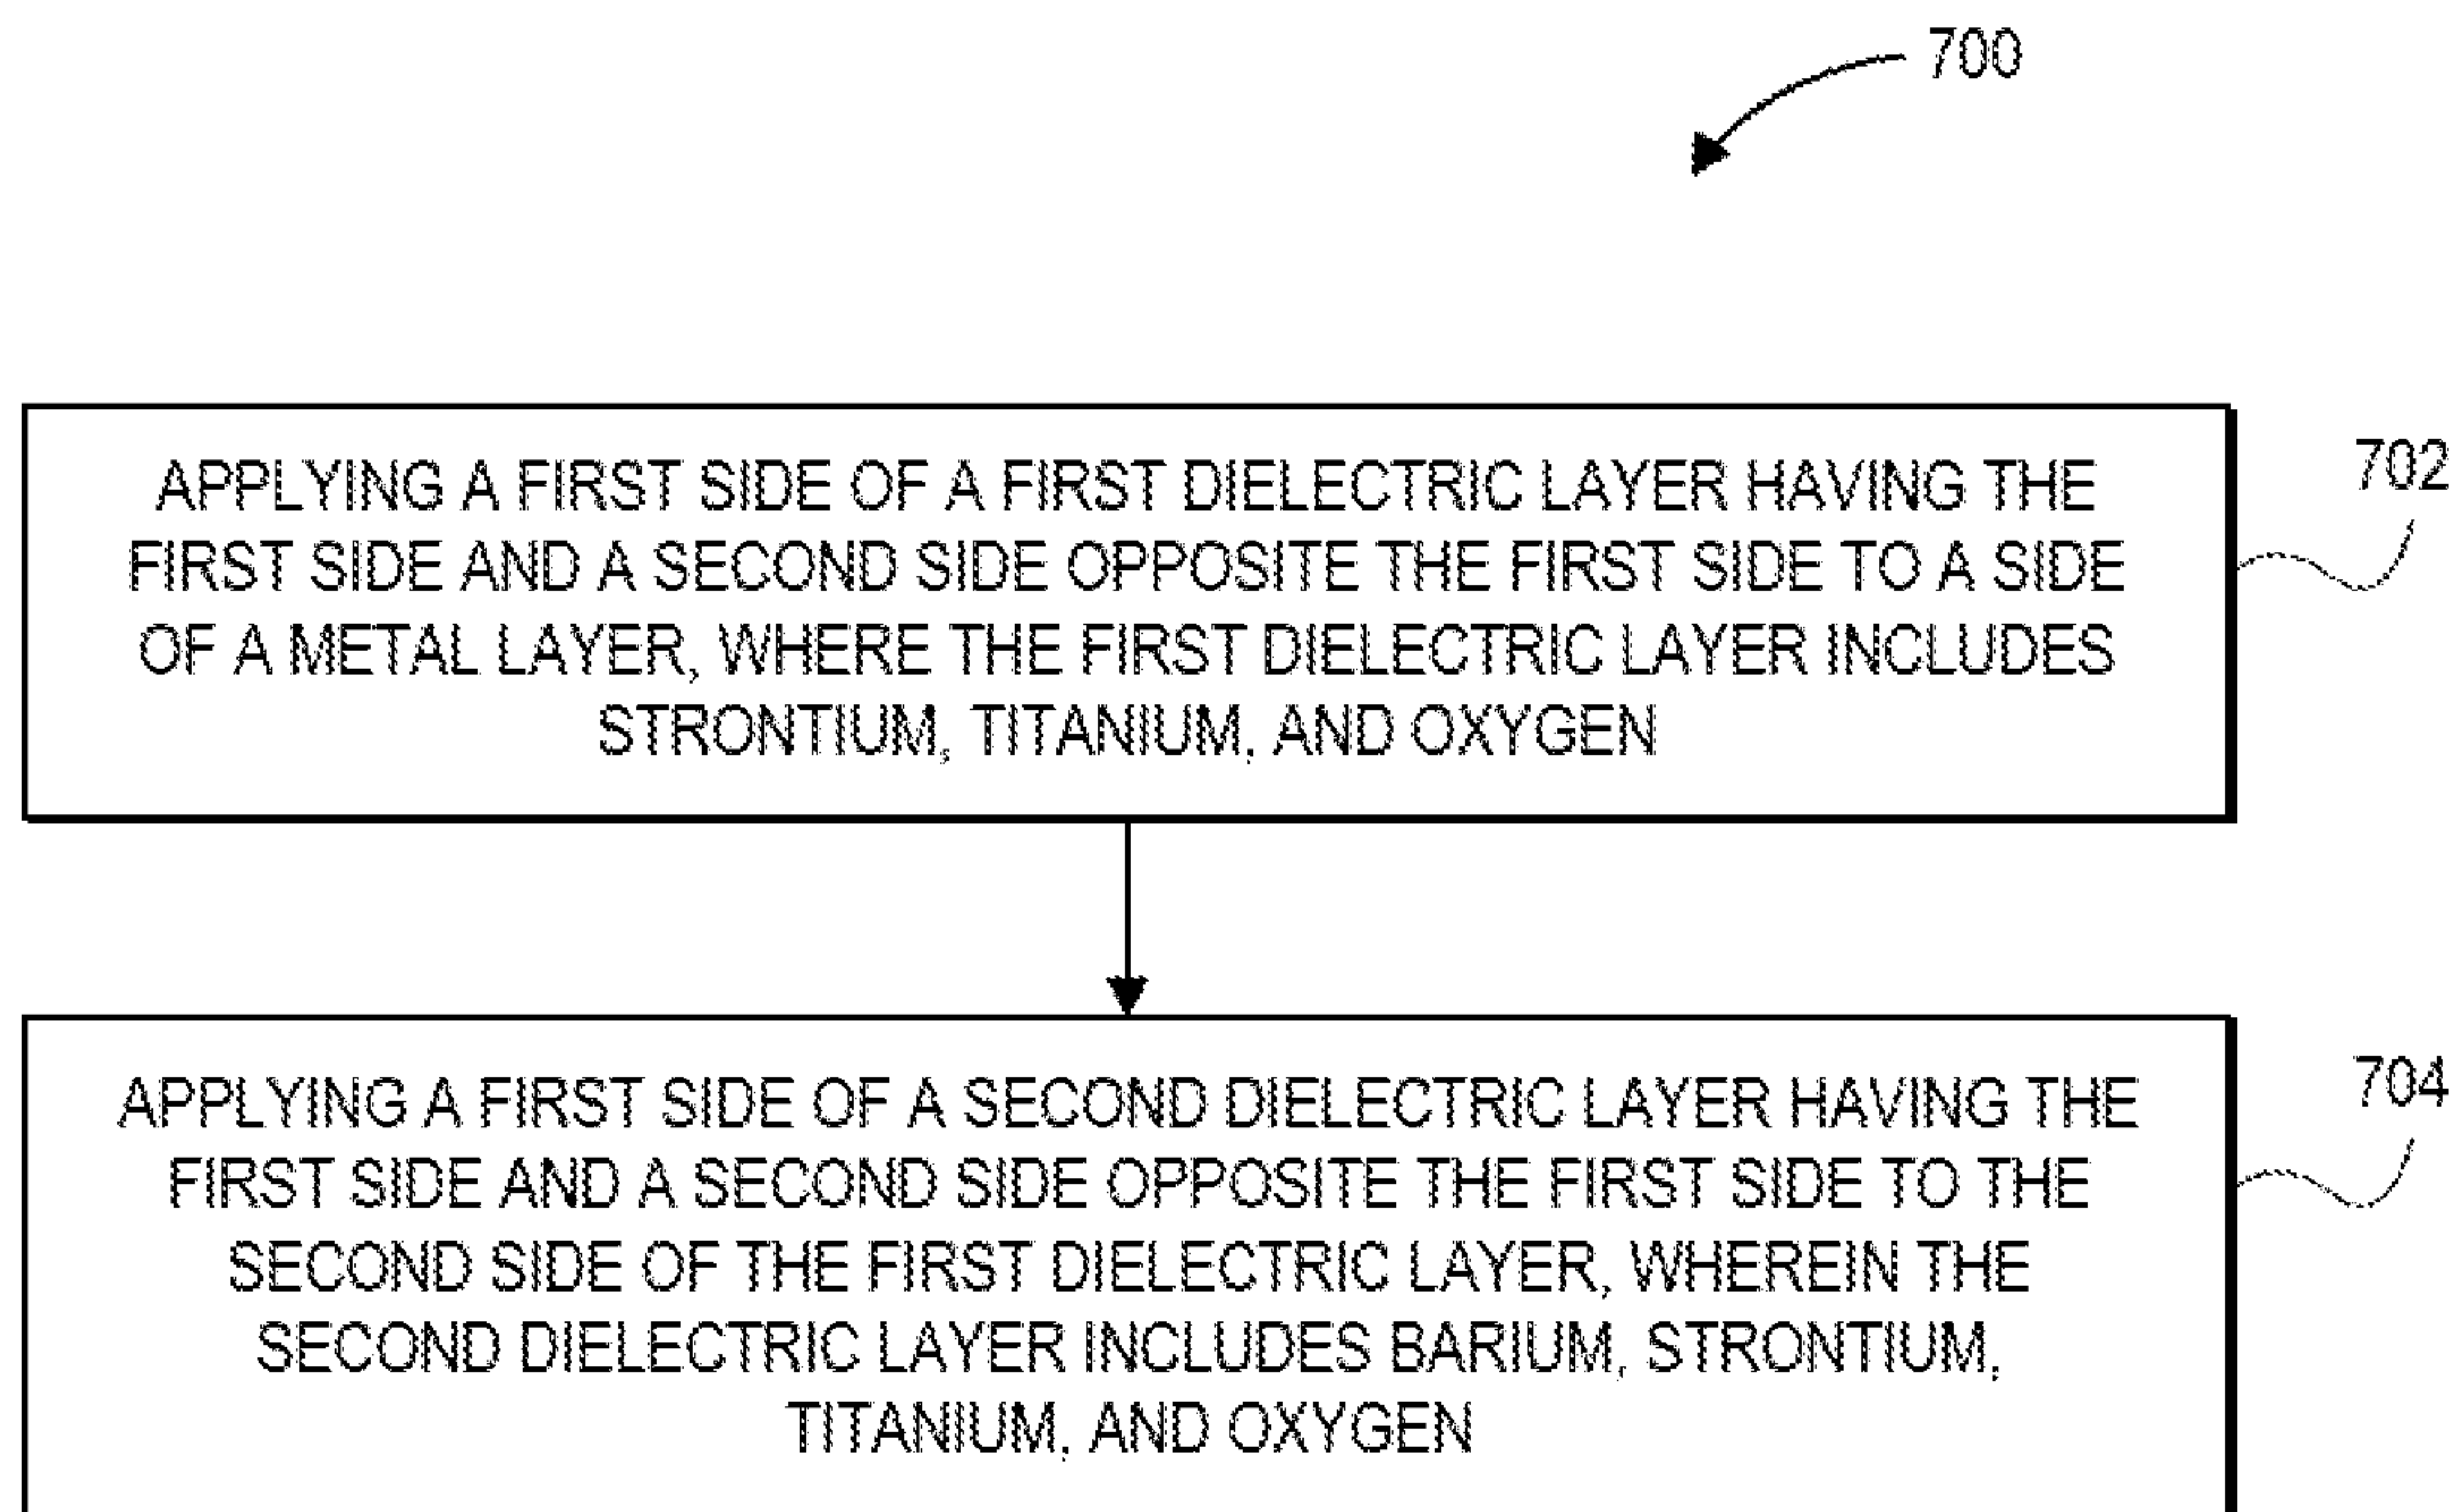 700
APPLYING A FIRST SIDE OF A FIRST DIELECTRIC LAYER HAVING THE
FIRST SIDE AND A SECOND SIDE OPPOSITE THE FIRST SIDE TO A SIDE
OF A METAL LAYER, WHERE THE FIRST DIELECTRIC LAYER INCLUDES
STRONTIUM, TITANIUM, AND OXYGEN
702
APPLYING A FIRST SIDE OF A SECOND DIELECTRIC LAYER HAVING THE
FIRST SIDE AND A SECOND SIDE OPPOSITE THE FIRST SIDE TO THE
SECOND SIDE OF THE FIRST DIELECTRIC LAYER, WHEREIN THE
SECOND DIELECTRIC LAYER INCLUDES BARIUM, STRONTIUM,
TITANIUM, AND OXYGEN
704